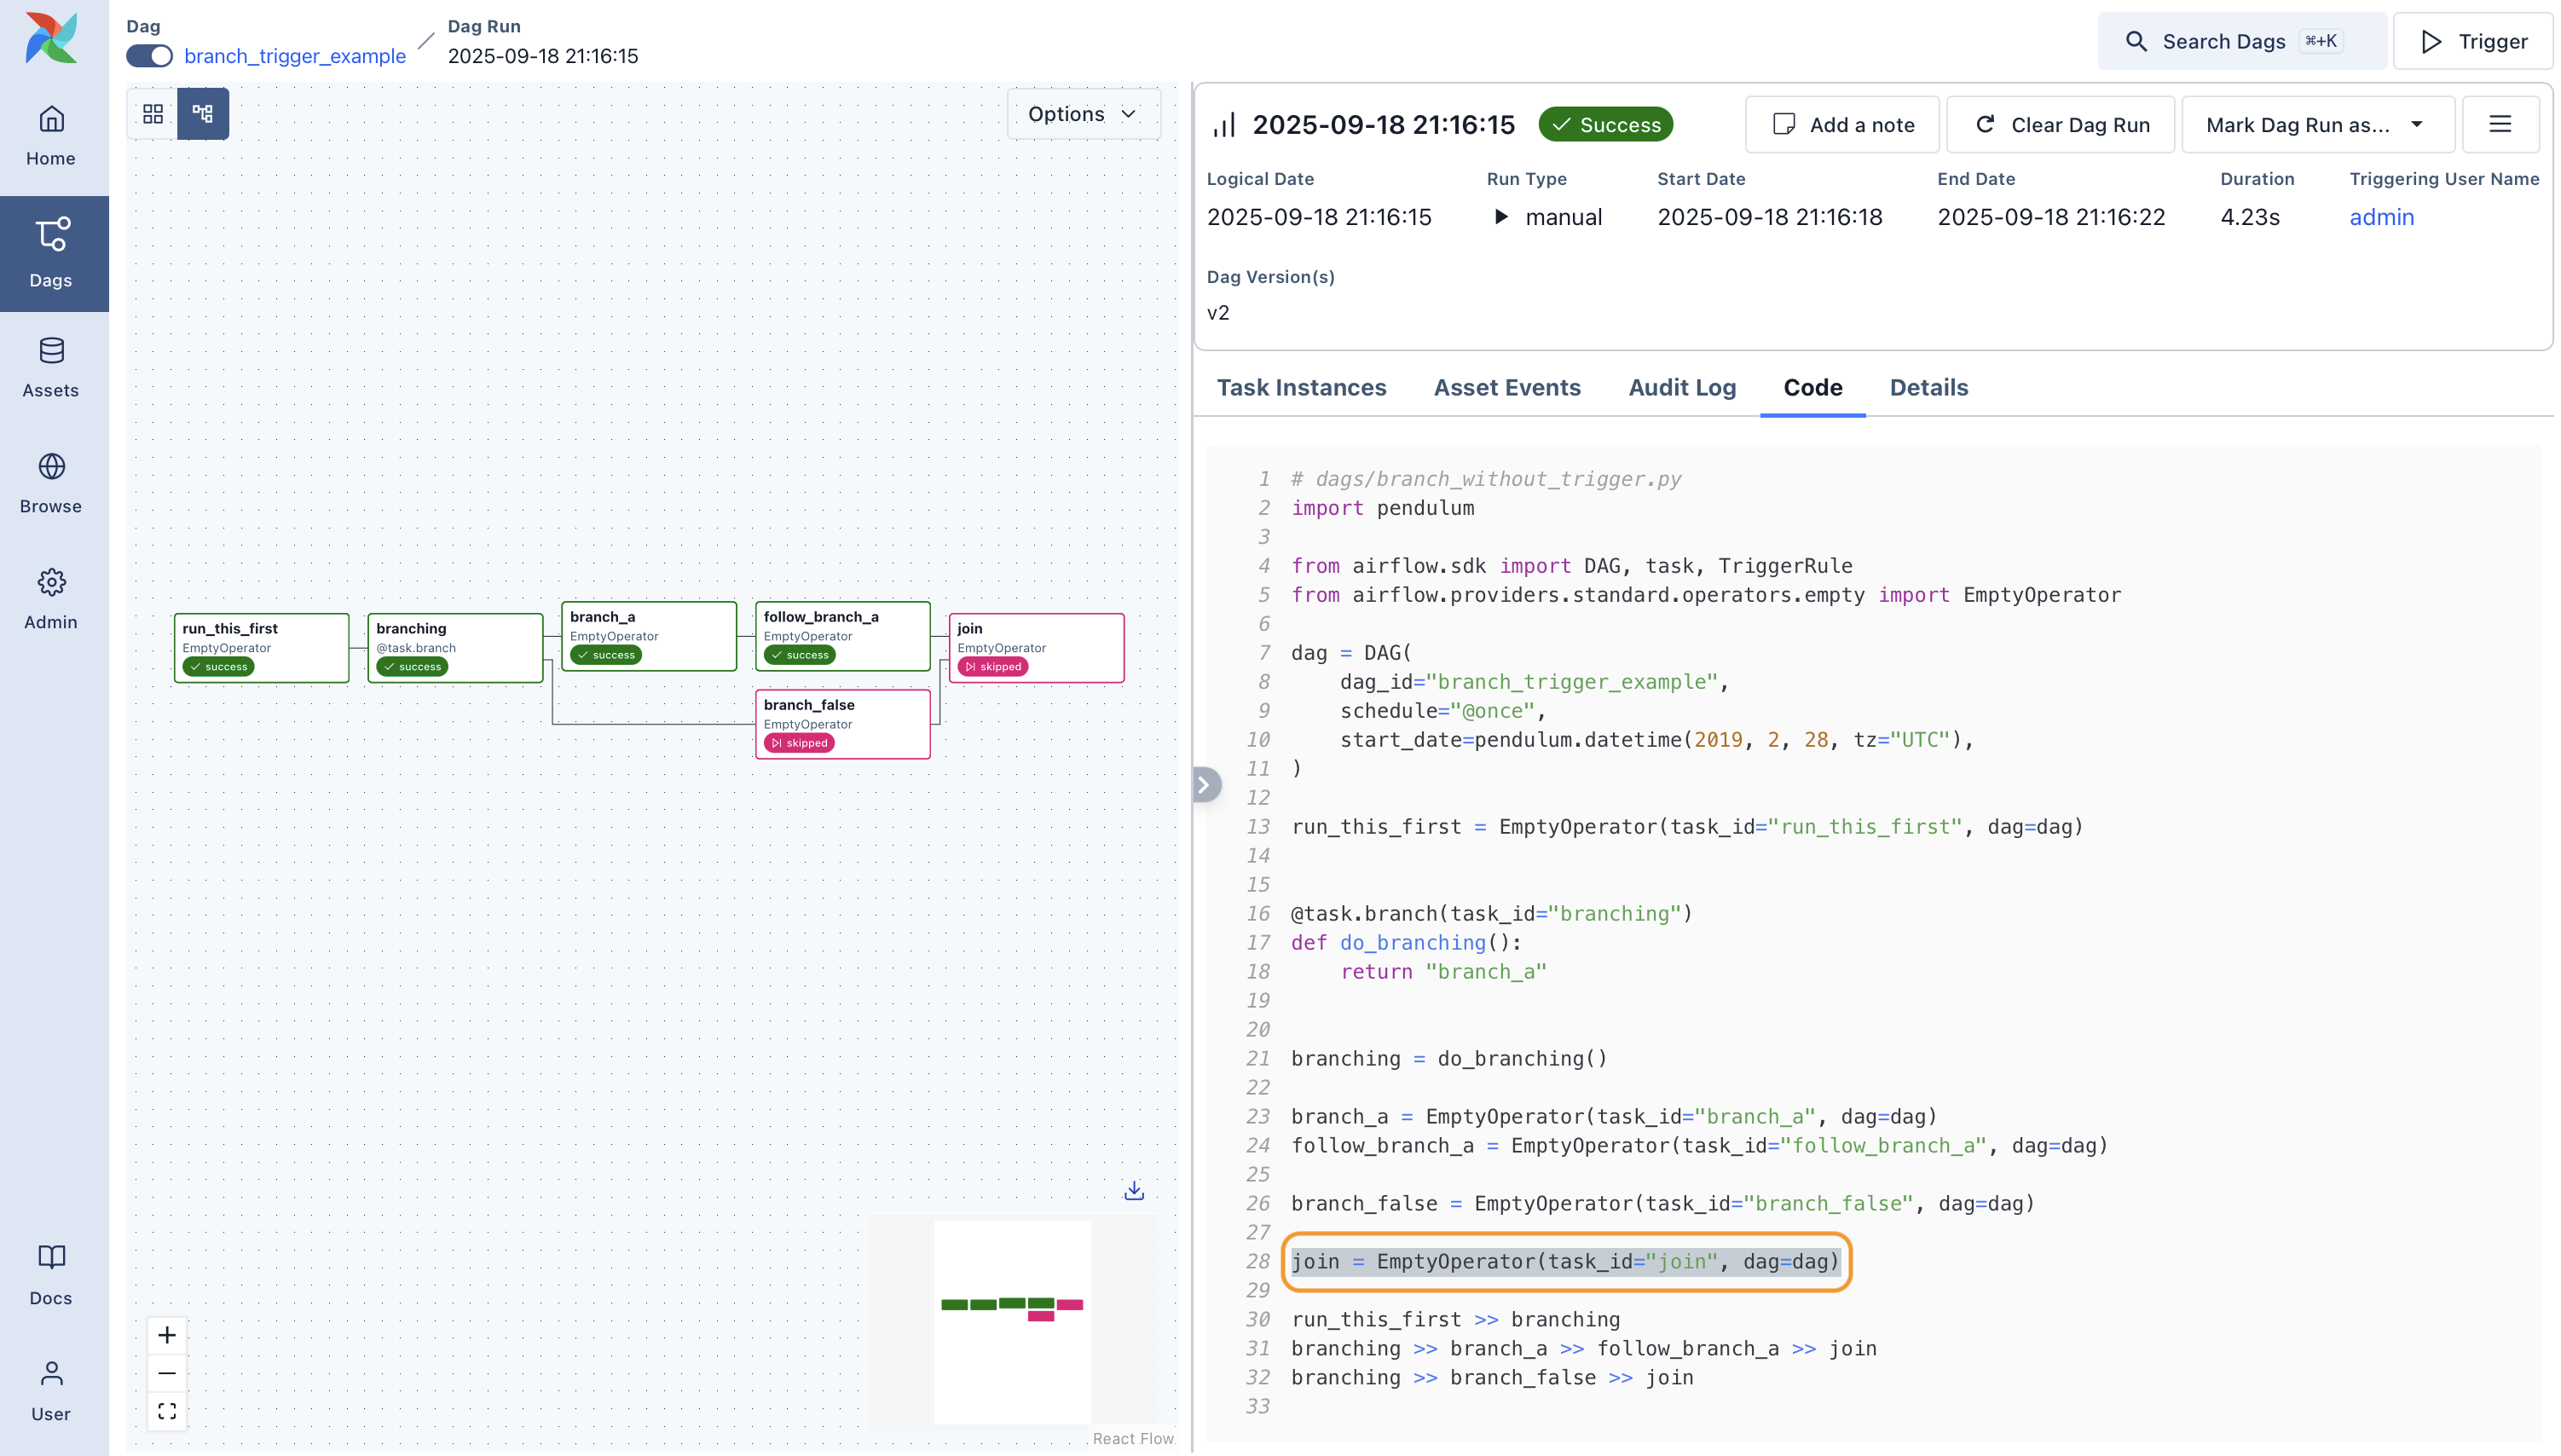 Dag
branch_trigger_example
Dag Run
2025-09-18 21:16:15
Search Dags ⌘+K
Trigger
Home
Dags
Assets
Browse
Admin
Docs
User
Options
run_this_first
EmptyOperator
success
branching
@task.branch
success
branch_a
EmptyOperator
success
follow_branch_a
EmptyOperator
success
join
EmptyOperator
skipped
branch_false
EmptyOperator
skipped
React Flow
2025-09-18 21:16:15 Success
Add a note
Clear Dag Run
Mark Dag Run as...
Logical Date Run Type Start Date End Date Duration Triggering User Name
2025-09-18 21:16:15 manual 2025-09-18 21:16:18 2025-09-18 21:16:22 4.23s admin
Dag Version(s)
v2
Task Instances Asset Events Audit Log Code Details
1 # dags/branch_without_trigger.py
2 import pendulum
3
4 from airflow.sdk import DAG, task, TriggerRule
5 from airflow.providers.standard.operators.empty import EmptyOperator
6
7 dag = DAG(
8     dag_id="branch_trigger_example",
9     schedule="@once",
10     start_date=pendulum.datetime(2019, 2, 28, tz="UTC"),
11 )
12
13 run_this_first = EmptyOperator(task_id="run_this_first", dag=dag)
14
15
16 @task.branch(task_id="branching")
17 def do_branching():
18     return "branch_a"
19
20
21 branching = do_branching()
22
23 branch_a = EmptyOperator(task_id="branch_a", dag=dag)
24 follow_branch_a = EmptyOperator(task_id="follow_branch_a", dag=dag)
25
26 branch_false = EmptyOperator(task_id="branch_false", dag=dag)
27
28 join = EmptyOperator(task_id="join", dag=dag)
29
30 run_this_first >> branching
31 branching >> branch_a >> follow_branch_a >> join
32 branching >> branch_false >> join
33